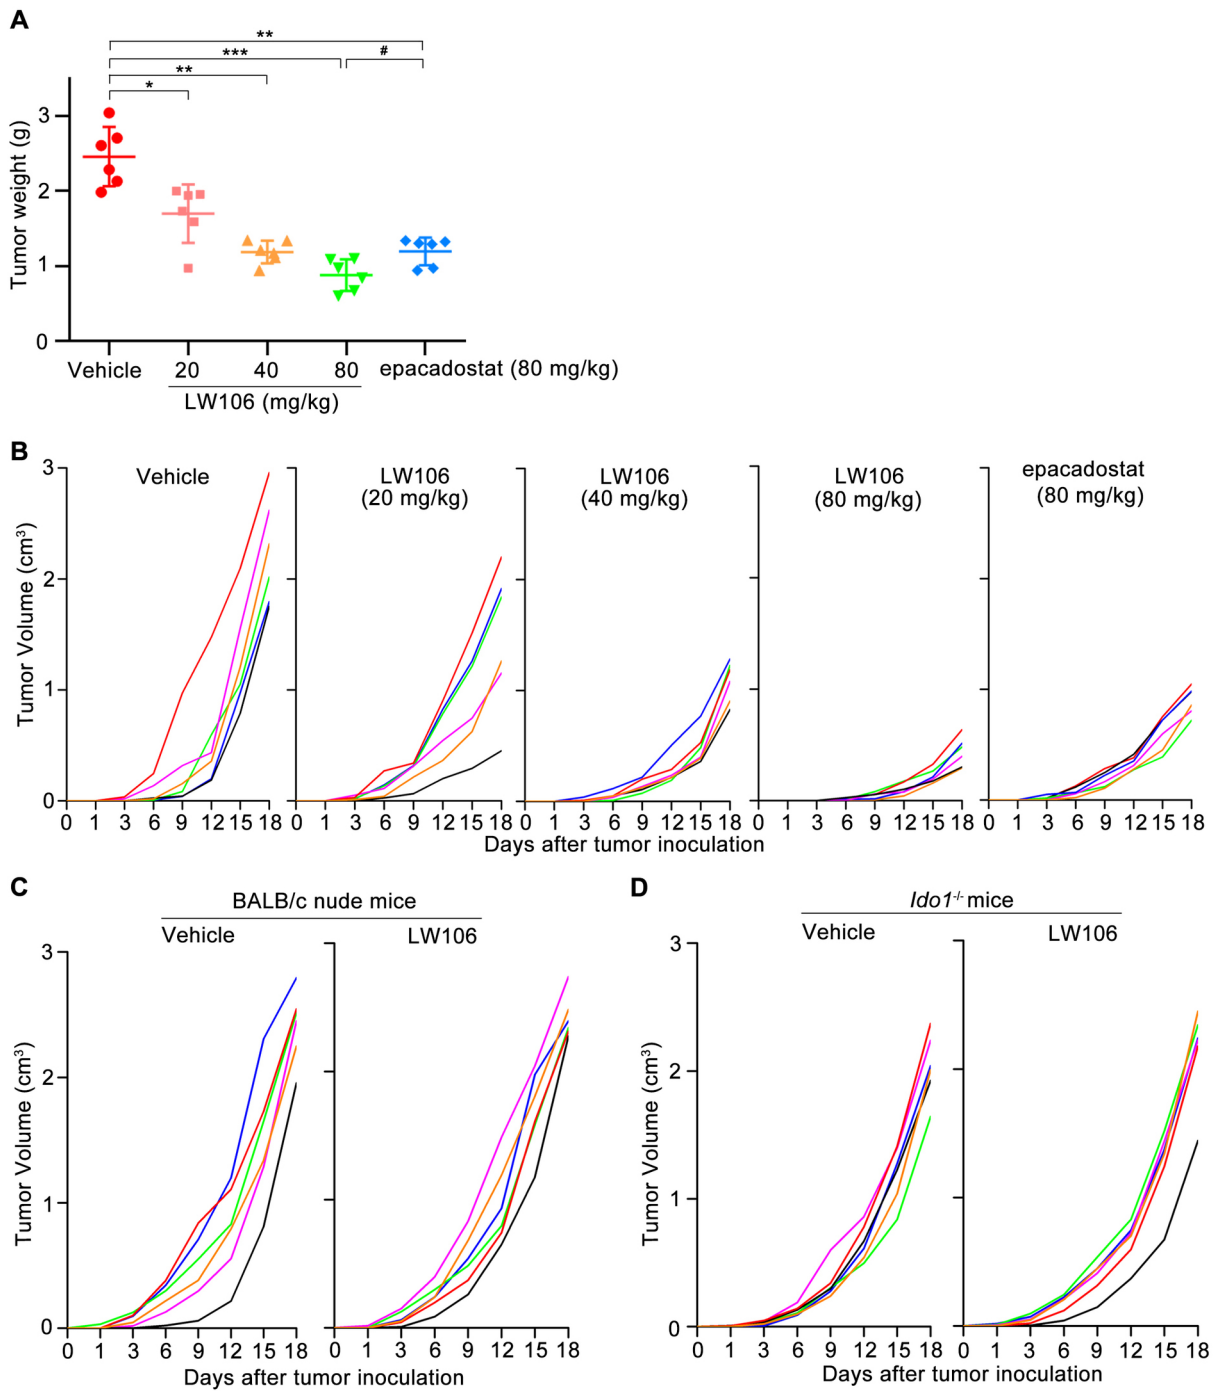 A
**
***
#
**
*
Tumor weight (g)
3
2
1
0
Vehicle
20
40
80
epacadostat (80 mg/kg)
LW106 (mg/kg)
B
Vehicle
LW106
(20 mg/kg)
LW106
(40 mg/kg)
LW106
(80 mg/kg)
epacadostat
(80 mg/kg)
Tumor Volume (cm³)
3
2
1
0
0 1 3 6 9 12 15 18
0 1 3 6 9 12 15 18
0 1 3 6 9 12 15 18
0 1 3 6 9 12 15 18
0 1 3 6 9 12 15 18
Days after tumor inoculation
C
BALB/c nude mice
Vehicle
LW106
Tumor Volume (cm³)
3
2
1
0
0 1 3 6 9 12 15 18
0 1 3 6 9 12 15 18
Days after tumor inoculation
D
Ido1-/- mice
Vehicle
LW106
Tumor Volume (cm³)
3
2
1
0
0 1 3 6 9 12 15 18
0 1 3 6 9 12 15 18
Days after tumor inoculation